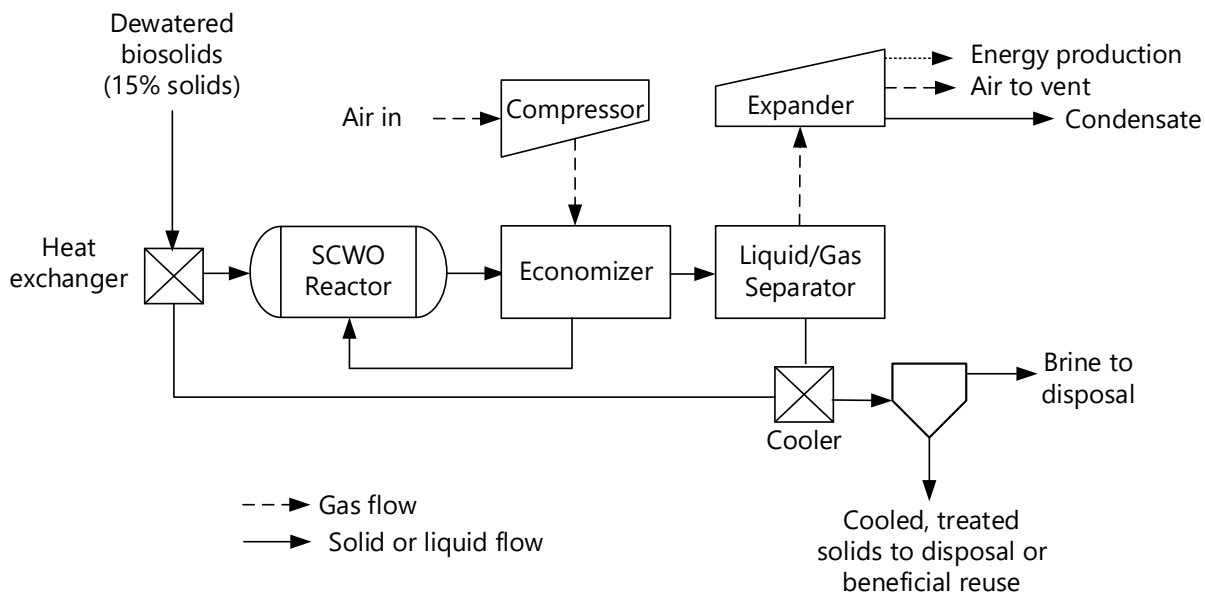 Dewatered
biosolids
(15% solids)
Air in
Compressor
Expander
Energy production
Air to vent
Condensate
Heat
exchanger
SCWO
Reactor
Economizer
Liquid/Gas
Separator
Cooler
Brine to
disposal
Gas flow
Solid or liquid flow
Cooled, treated
solids to disposal or
beneficial reuse